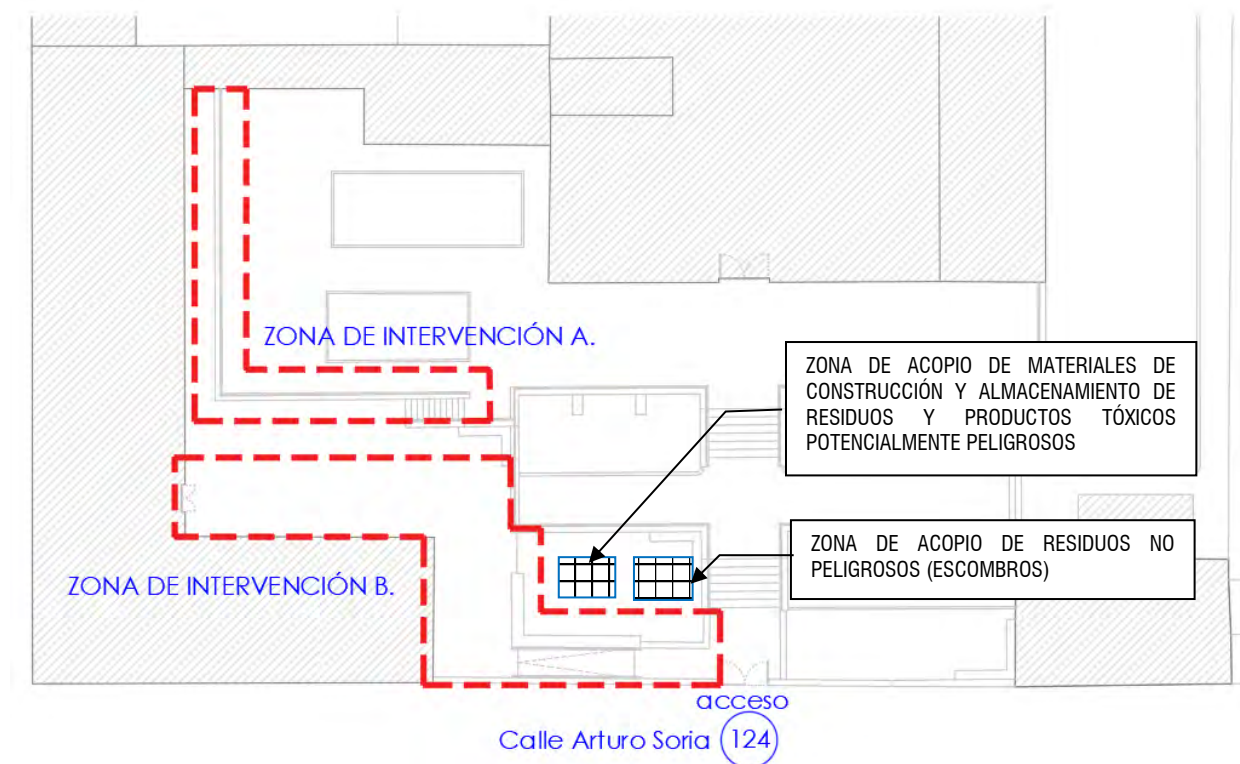 ZONA DE INTERVENCIÓN A.
ZONA DE ACOPIO DE MATERIALES DE
CONSTRUCCIÓN Y ALMACENAMIENTO DE
RESIDUOS Y PRODUCTOS TÓXICOS
POTENCIALMENTE PELIGROSOS
ZONA DE ACOPIO DE RESIDUOS NO
PELIGROSOS (ESCOMBROS)
ZONA DE INTERVENCIÓN B.
acceso
Calle Arturo Soria 124